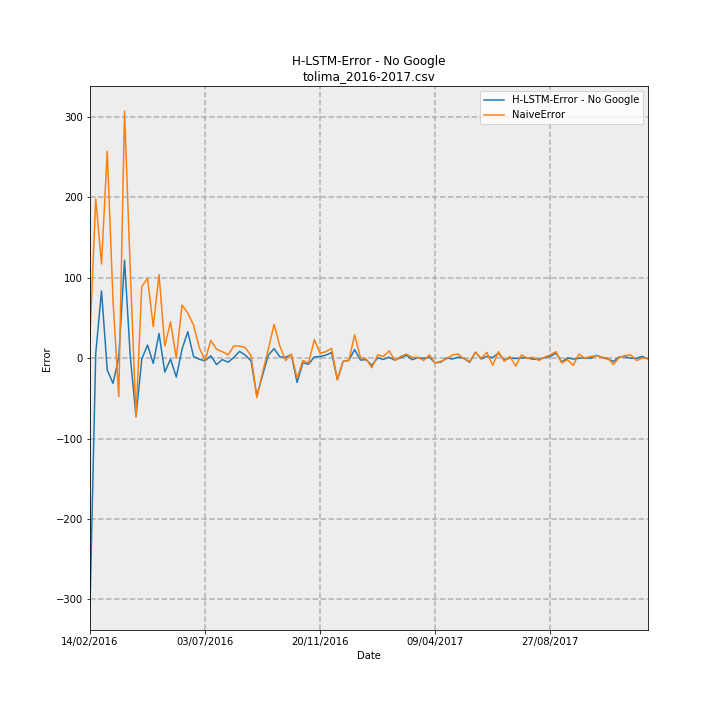 H-LSTM-Error - No Google
tolima_2016-2017.csv
H-LSTM-Error - No Google
NaiveError
Error
300
200
100
0
−100
−200
−300
14/02/2016
03/07/2016
20/11/2016
09/04/2017
27/08/2017
Date